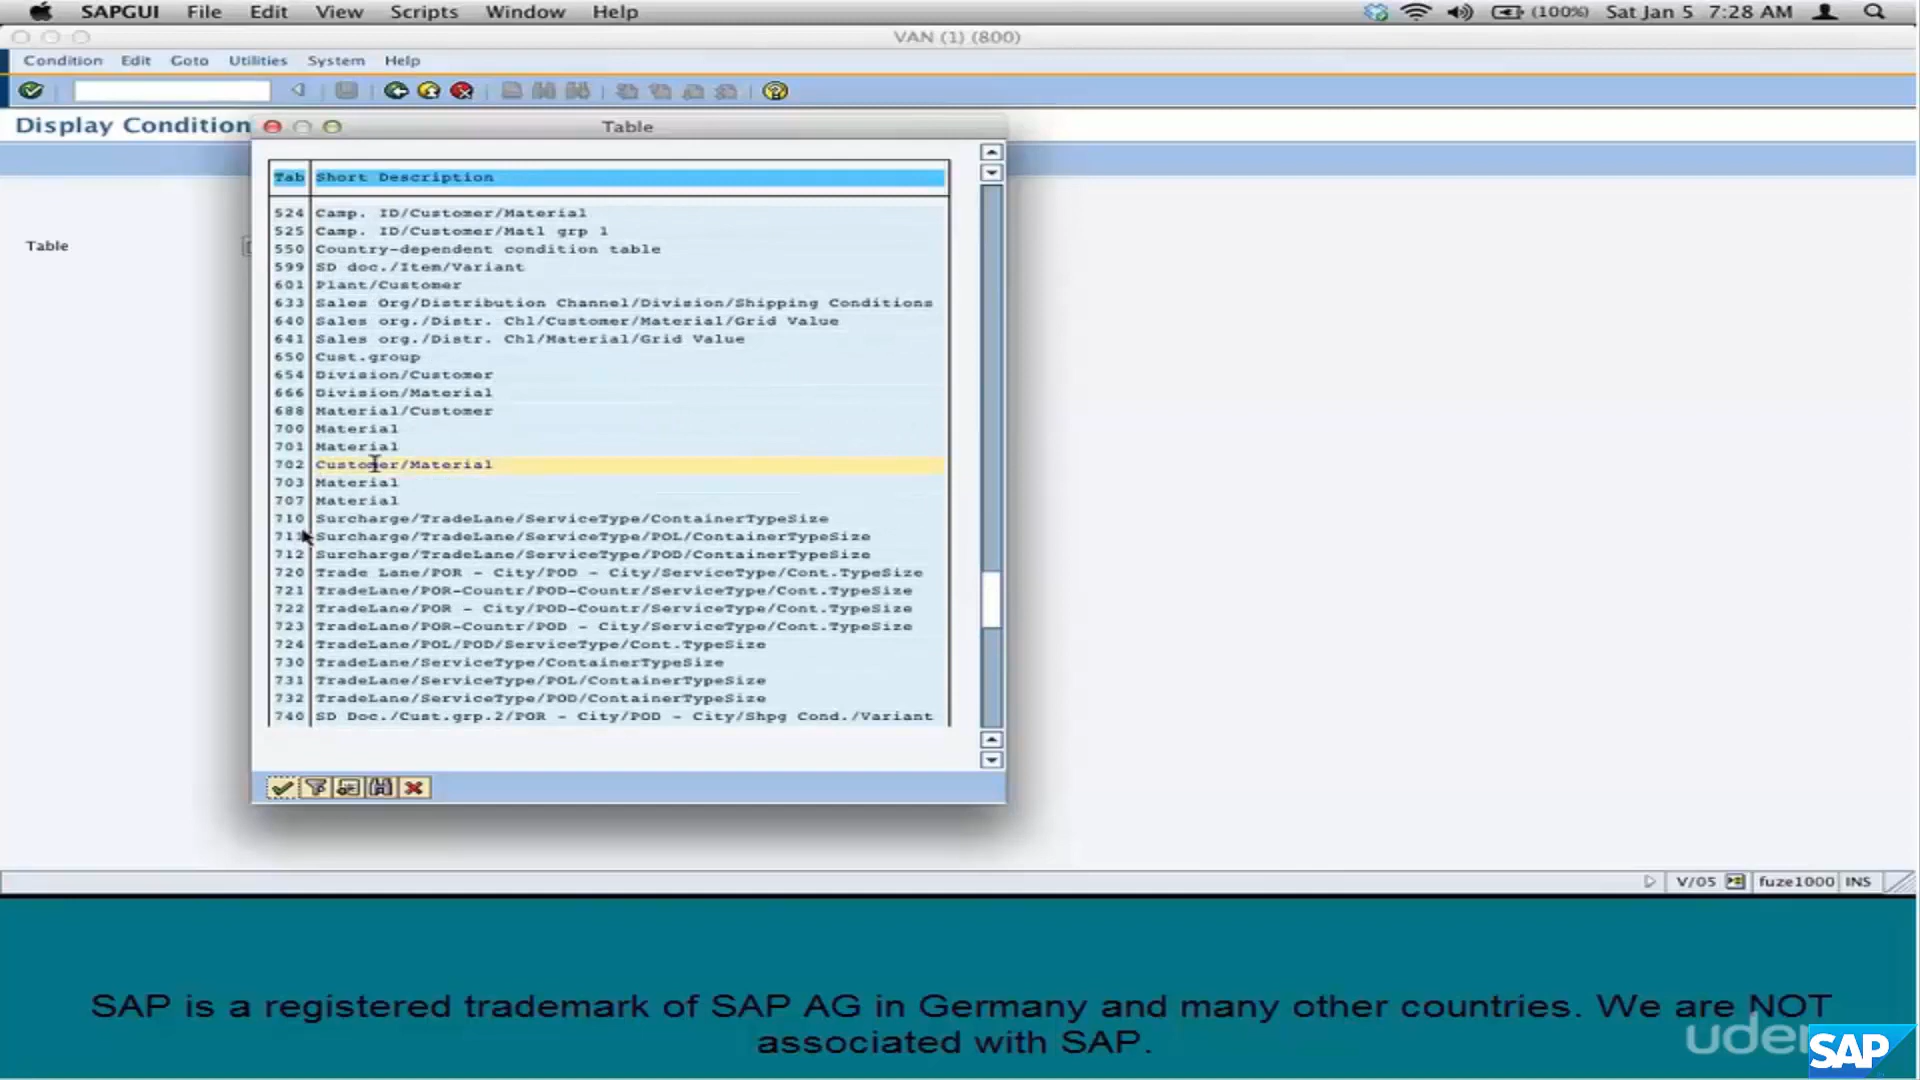 SAPGUI File Edit View Scripts Window Help (100%) Sat Jan 5 7:28 AM
VAN (1) (800)
Condition Edit Goto Utilities System Help
Display Condition
Table
Table
Tab Short Description
524 Camp. ID/Customer/Material
525 Camp. ID/Customer/Matl grp 1
550 Country-dependent condition table
599 SD doc./Item/Variant
601 Plant/Customer
633 Sales Org/Distribution Channel/Division/Shipping Conditions
640 Sales org./Distr. Chl/Customer/Material/Grid Value
641 Sales org./Distr. Chl/Material/Grid Value
650 Cust.group
654 Division/Customer
666 Division/Material
688 Material/Customer
700 Material
701 Material
702 Customer/Material
703 Material
707 Material
710 Surcharge/TradeLane/ServiceType/ContainerTypeSize
711 Surcharge/TradeLane/ServiceType/POL/ContainerTypeSize
712 Surcharge/TradeLane/ServiceType/POD/ContainerTypeSize
720 Trade Lane/POR - City/POD - City/ServiceType/Cont.TypeSize
721 TradeLane/POR-Countr/POD-Countr/ServiceType/Cont.TypeSize
722 TradeLane/POR - City/POD-Countr/ServiceType/Cont.TypeSize
723 TradeLane/POR-Countr/POD - City/ServiceType/Cont.TypeSize
724 TradeLane/POL/POD/ServiceType/Cont.TypeSize
730 TradeLane/ServiceType/ContainerTypeSize
731 TradeLane/ServiceType/POL/ContainerTypeSize
732 TradeLane/ServiceType/POD/ContainerTypeSize
740 SD Doc./Cust.grp.2/POR - City/POD - City/Shpg Cond./Variant
V/05 fuze1000 INS
SAP is a registered trademark of SAP AG in Germany and many other countries. We are NOT
associated with SAP.
SAP